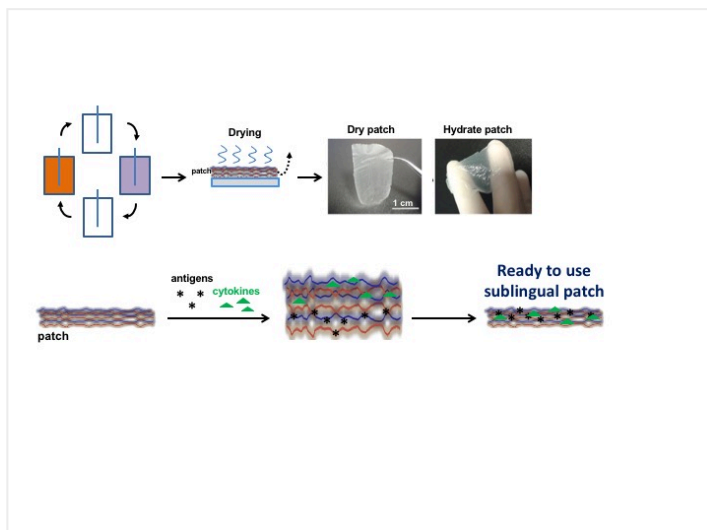 Drying
patch
Dry patch
1 cm
Hydrate patch
antigens
cytokines
patch
Ready to use
sublingual patch